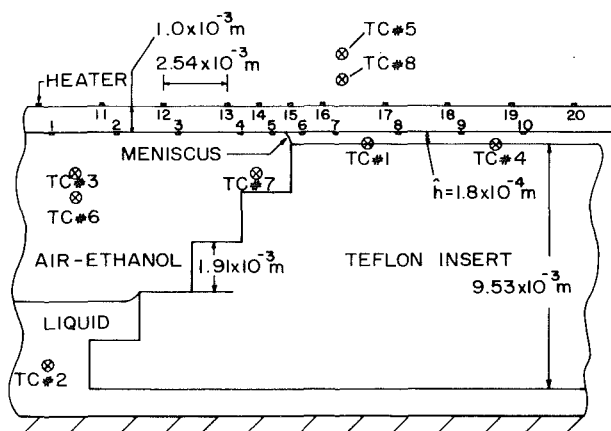 1.0x10⁻³m
TC#5
2.54x10⁻³m
TC#8
HEATER
11 12 13 14 15 16 17 18 19 20
1 2 3 4 5 6 7 8 9 10
MENISCUS
TC#3
TC#7
TC#1
TC#4
TC#6
ĥ=1.8x10⁻⁴m
AIR-ETHANOL
1.91x10⁻³m
TEFLON INSERT
9.53x10⁻³m
LIQUID
TC#2